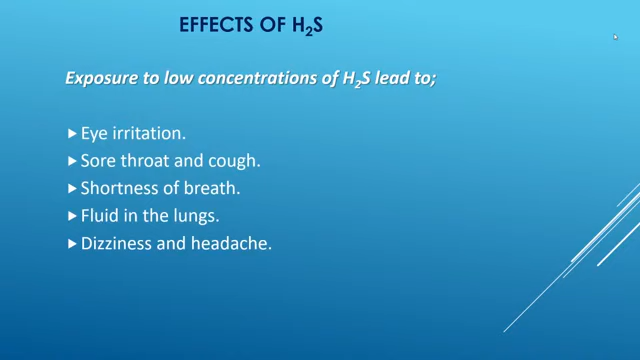 EFFECTS OF H₂S
Exposure to low concentrations of H₂S lead to;
Eye irritation.
Sore throat and cough.
Shortness of breath.
Fluid in the lungs.
Dizziness and headache.